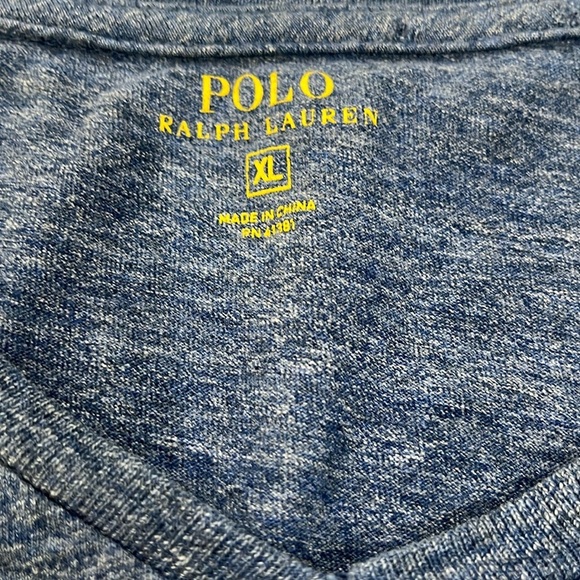 POLO
RALPH LAUREN
XL
MADE IN CHINA
RN 41381